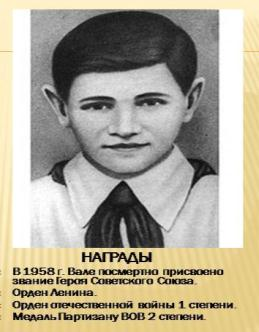 НАГРАДЫ
В 1958 г. Вале посмертно присвоено
звание Героя Советского Союза.
Орден Ленина.
Орден отечественной войны 1 степени.
Медаль Партизану ВОВ 2 степени.